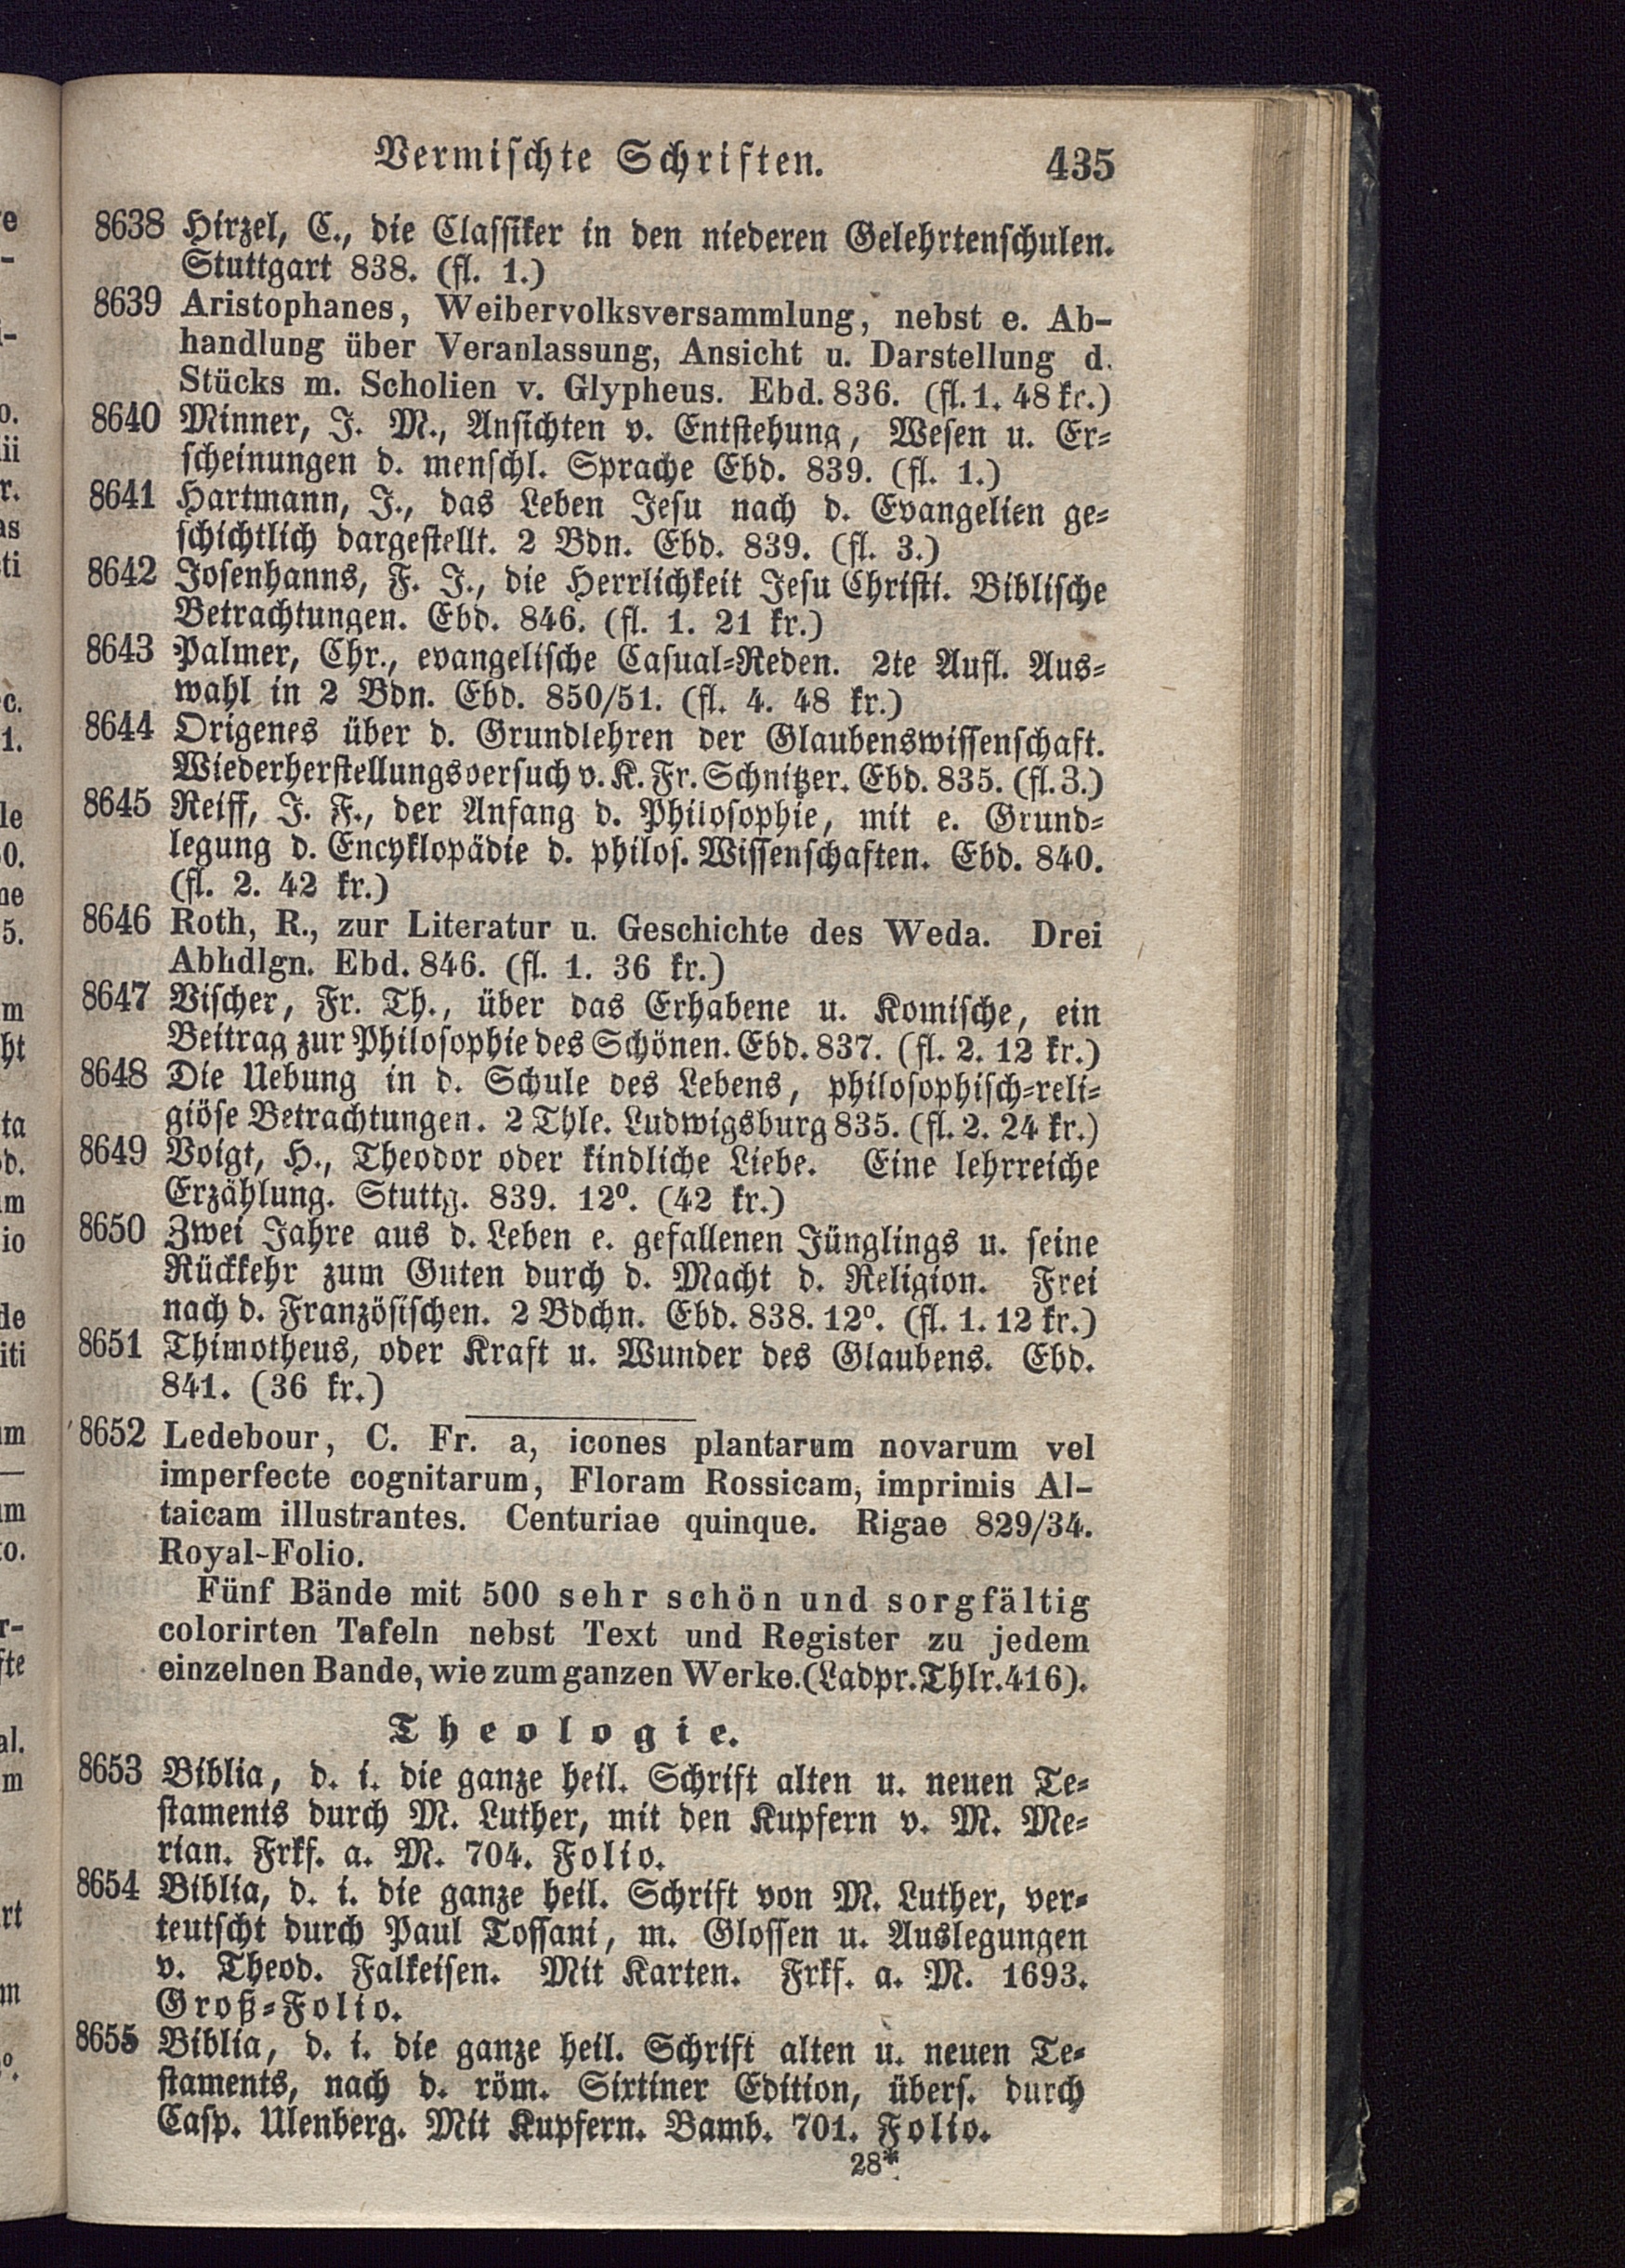 Vermischte Schriften. 435
8638 Hirzel, C., die Classiker in den niederen Gelehrtenschulen.
Stuttgart 838. (fl. 1.)
8639 Aristophanes, Weibervolksversammlung, nebst e. Ab-
handlung über Veranlassung, Ansicht u. Darstellung d.
Stücks m. Scholien v. Glypheus. Ebd. 836. (fl. 1. 48 kr.)
8640 Minner, J. M., Ansichten v. Entstehung, Wesen u. Er-
scheinungen d. menschl. Sprache Ebd. 839. (fl. 1.)
8641 Hartmann, J., das Leben Jesu nach d. Evangelien ge-
schichtlich dargestellt. 2 Bdn. Ebd. 839. (fl. 3.)
8642 Josenhanns, F. J., die Herrlichkeit Jesu Christi. Biblische
Betrachtungen. Ebd. 846. (fl. 1. 21 kr.)
8643 Palmer, Chr., evangelische Casual-Reden. 2te Aufl. Aus-
wahl in 2 Bdn. Ebd. 850/51. (fl. 4. 48 kr.)
8644 Origenes über d. Grundlehren der Glaubenswissenschaft.
Wiederherstellungsversuch v. K. Fr. Schnitzer. Ebd. 835. (fl. 3.)
8645 Reiff, J. F., der Anfang d. Philosophie, mit e. Grund-
legung d. Encyklopädie d. philos. Wissenschaften. Ebd. 840.
(fl. 2. 42 kr.)
8646 Roth, R., zur Literatur u. Geschichte des Weda. Drei
Abhdlgn. Ebd. 846. (fl. 1. 36 kr.)
8647 Vischer, Fr. Th., über das Erhabene u. Komische, ein
Beitrag zur Philosophie des Schönen. Ebd. 837. (fl. 2. 12 kr.)
8648 Die Uebung in d. Schule des Lebens, philosophisch-reli-
giöse Betrachtungen. 2 Thle. Ludwigsburg 835. (fl. 2. 24 kr.)
8649 Voigt, H., Theodor oder kindliche Liebe. Eine lehrreiche
Erzählung. Stuttg. 839. 12º. (42 kr.)
8650 Zwei Jahre aus d. Leben e. gefallenen Jünglings u. seine
Rückkehr zum Guten durch d. Macht d. Religion. Frei
nach d. Französischen. 2 Bdchn. Ebd. 838. 12º. (fl. 1. 12 kr.)
8651 Thimotheus, oder Kraft u. Wunder des Glaubens. Ebd.
841. (36 kr.)
8652 Ledebour, C. Fr. a, icones plantarum novarum vel
imperfecte cognitarum, Floram Rossicam, imprimis Al-
taicam illustrantes. Centuriae quinque. Rigae 829/34.
Royal-Folio.
Fünf Bände mit 500 sehr schön und sorgfältig
colorirten Tafeln nebst Text und Register zu jedem
einzelnen Bande, wie zum ganzen Werke. (Ladpr. Thlr. 416).
Theologie.
8653 Biblia, d. i. die ganze heil. Schrift alten u. neuen Te-
staments durch M. Luther, mit den Kupfern v. M. Me-
rian. Frkf. a. M. 704. Folio.
8654 Biblia, d. i. die ganze heil. Schrift von M. Luther, ver-
teutscht durch Paul Tossani, m. Glossen u. Auslegungen
v. Theod. Falkeisen. Mit Karten. Frkf. a. M. 1693.
Groß-Folio.
8655 Biblia, d. i. die ganze heil. Schrift alten u. neuen Te-
staments, nach d. röm. Sixtiner Edition, übers. durch
Casp. Ulenberg. Mit Kupfern. Bamb. 701. Folio.
28*